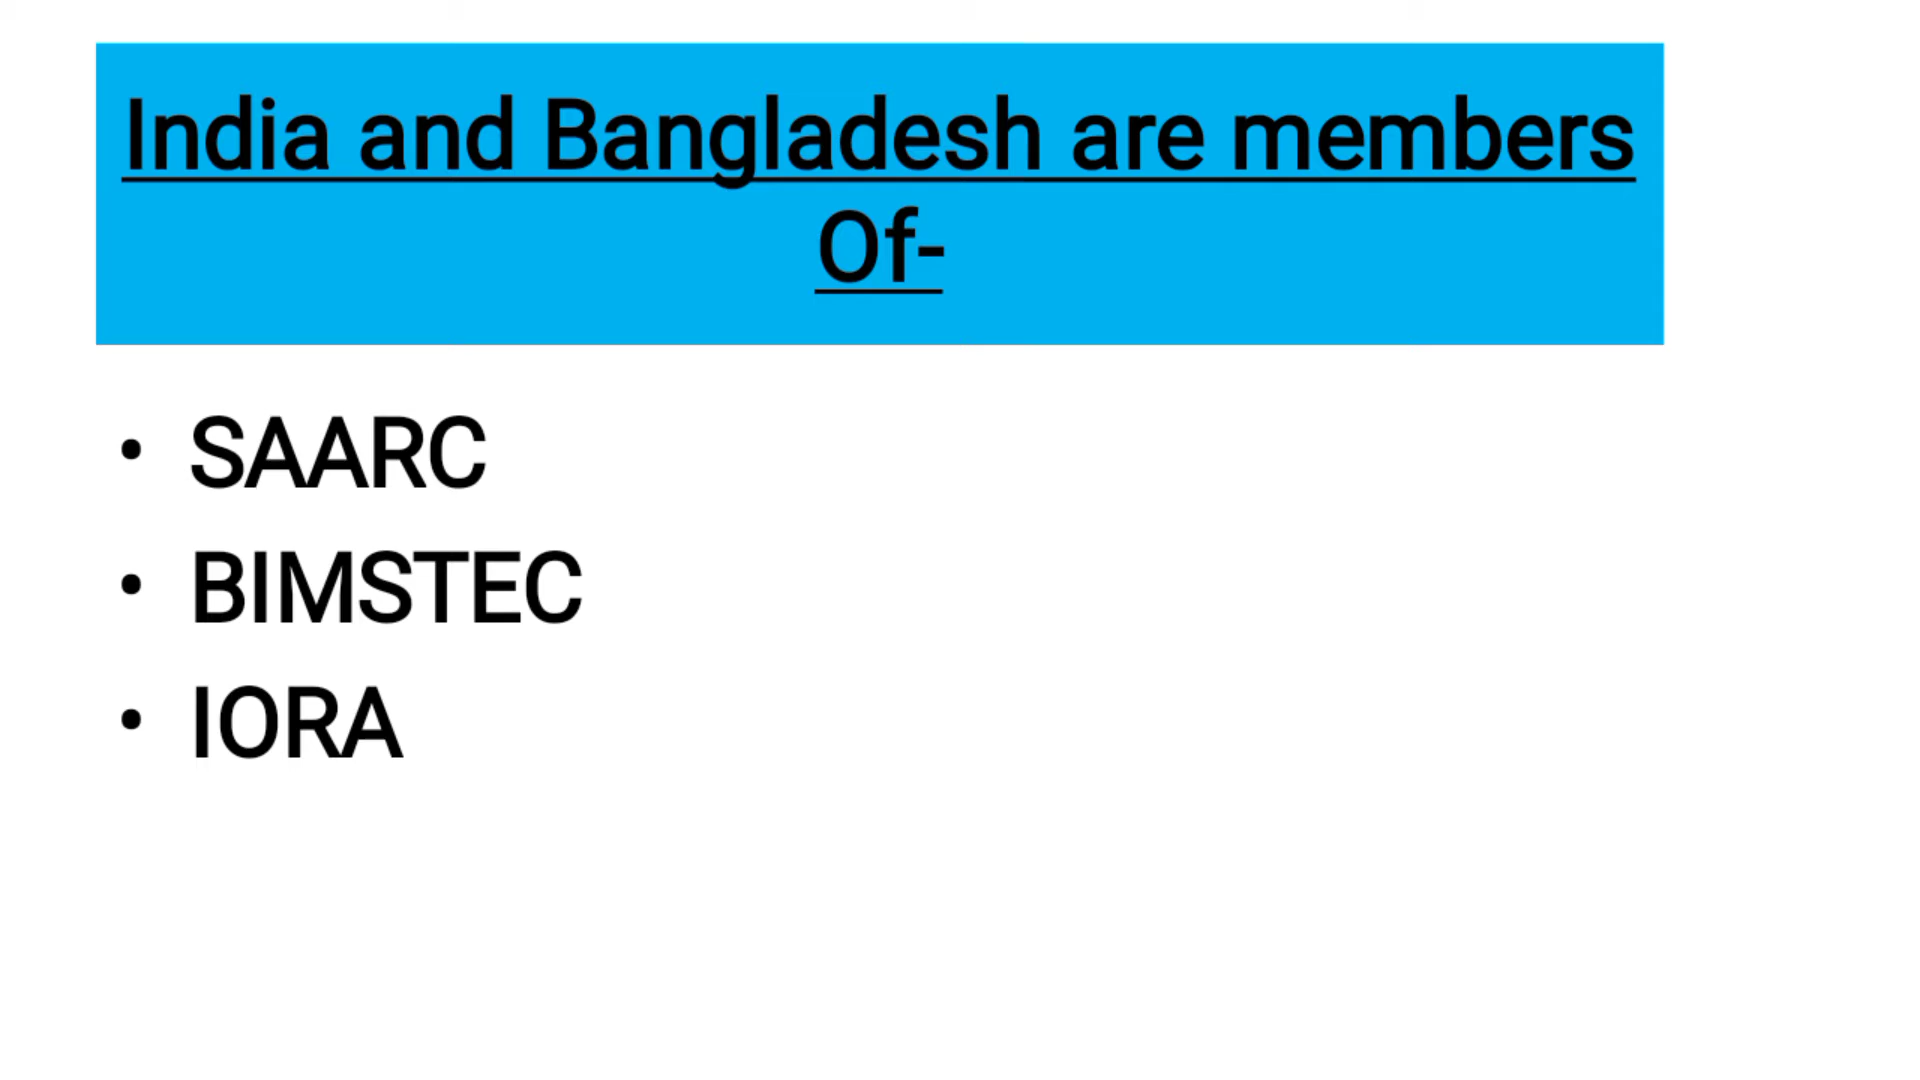 India and Bangladesh are members
Of-
• SAARC
• BIMSTEC
• IORA